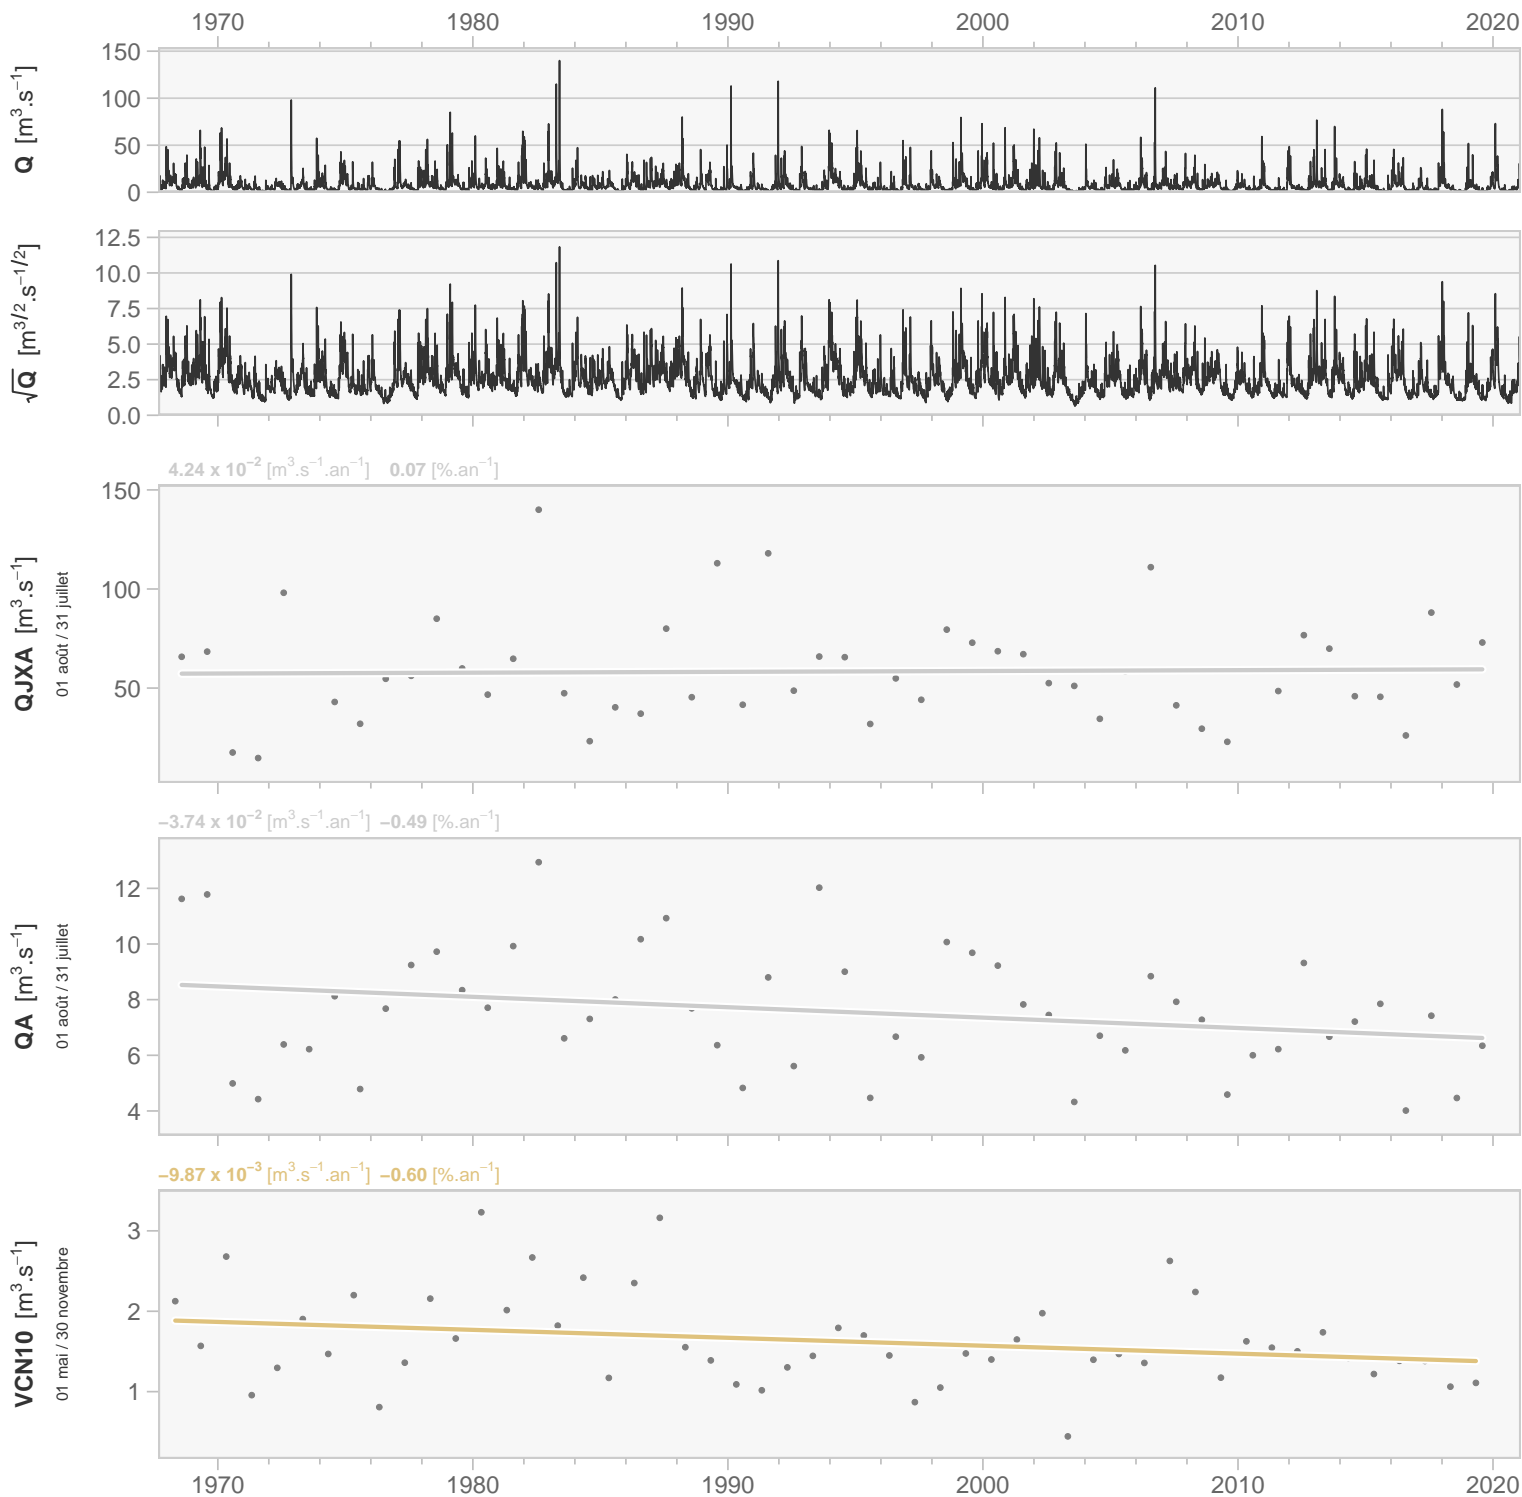 1970 1980 1990 2000 2010 2020
Q [m³.s⁻¹]
150
100
50
0
√Q [m^3/2.s^−1/2]
12.5
10.0
7.5
5.0
2.5
0.0
4.24 x 10⁻² [m³.s⁻¹.an⁻¹] 0.07 [%.an⁻¹]
QJXA [m³.s⁻¹]
01 août / 31 juillet
150
100
50
−3.74 x 10⁻² [m³.s⁻¹.an⁻¹] −0.49 [%.an⁻¹]
QA [m³.s⁻¹]
01 août / 31 juillet
12
10
8
6
4
−9.87 x 10⁻³ [m³.s⁻¹.an⁻¹] −0.60 [%.an⁻¹]
VCN10 [m³.s⁻¹]
01 mai / 30 novembre
3
2
1
1970 1980 1990 2000 2010 2020